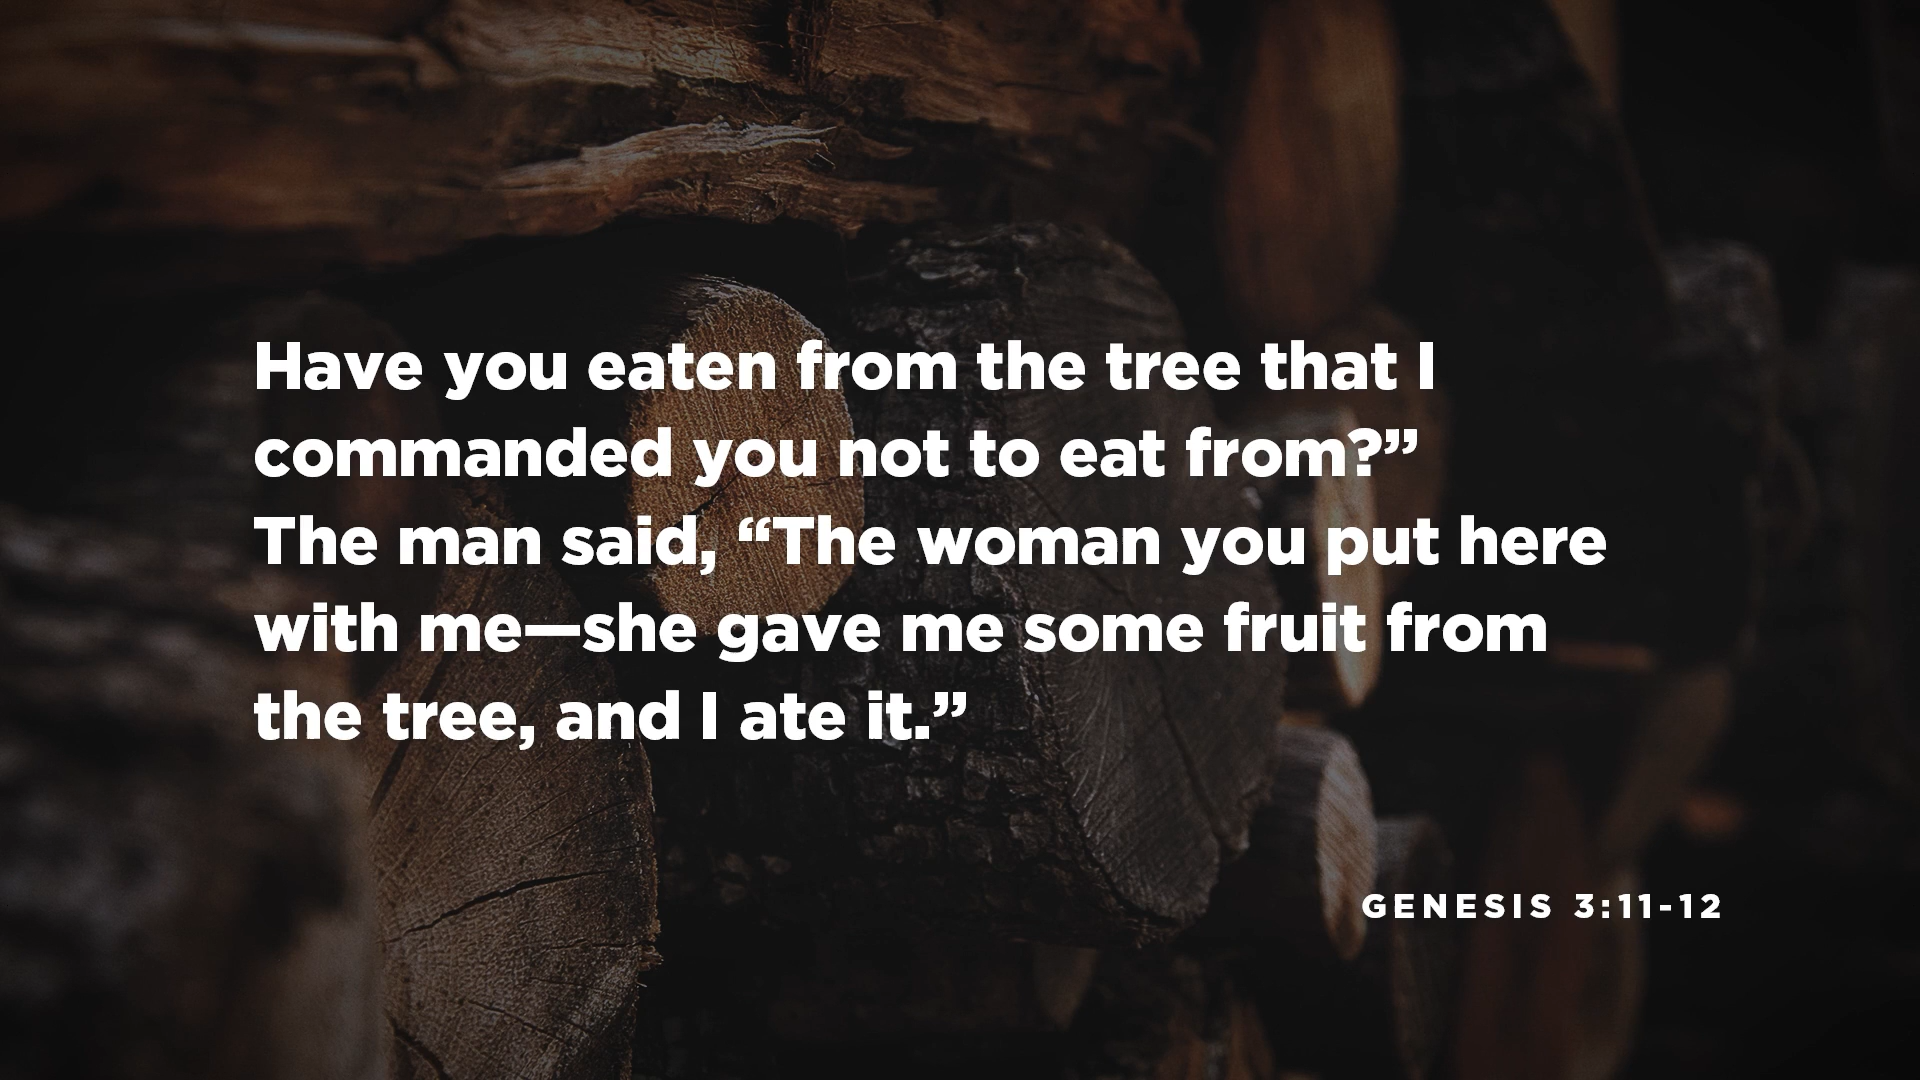 Have you eaten from the tree that I
commanded you not to eat from?”
The man said, “The woman you put here
with me—she gave me some fruit from
the tree, and I ate it.”
GENESIS 3:11-12